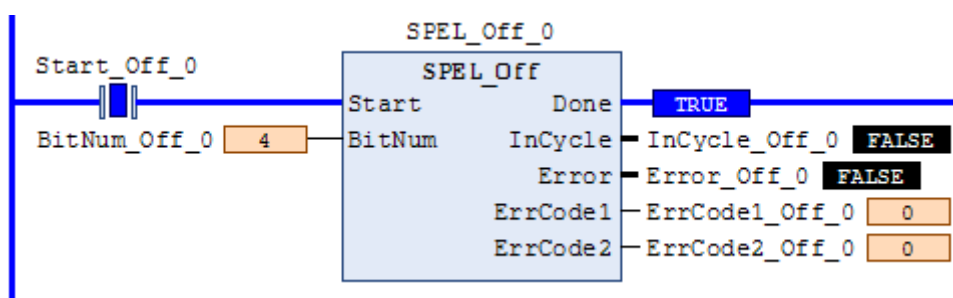 SPEL_Off_0
Start_Off_0
SPEL_Off
Start Done TRUE
BitNum_Off_0 4 BitNum InCycle InCycle_Off_0 FALSE
Error Error_Off_0 FALSE
ErrCode1 ErrCode1_Off_0 0
ErrCode2 ErrCode2_Off_0 0